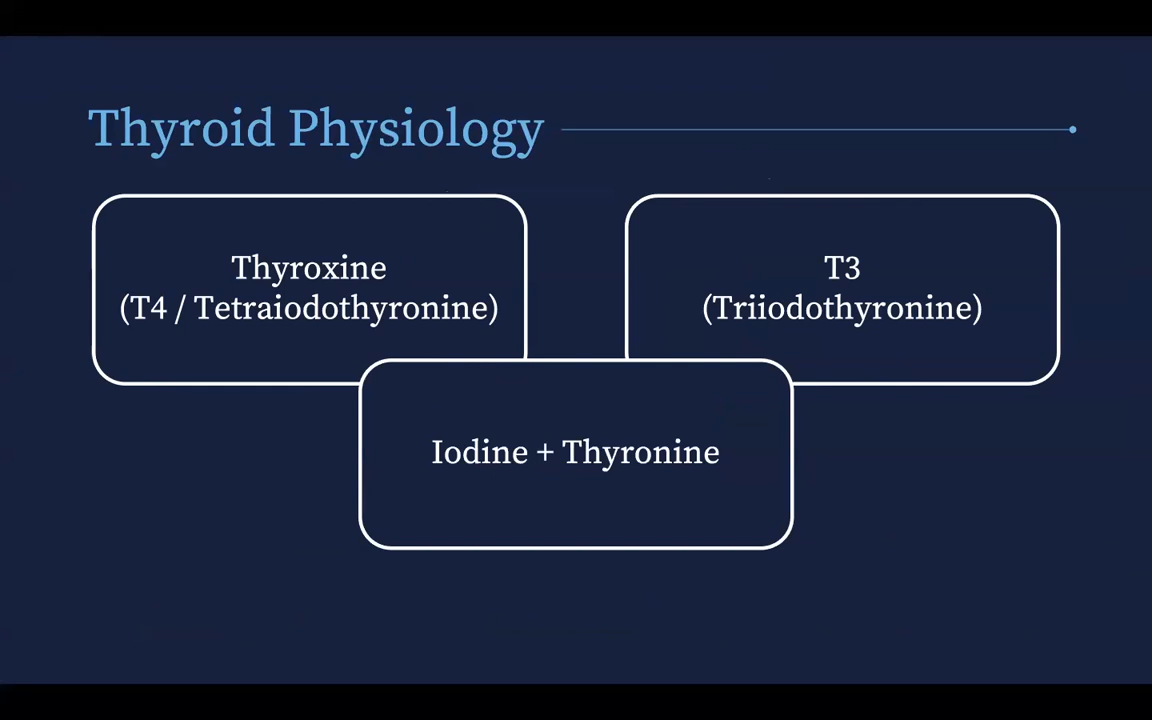 Thyroid Physiology
Thyroxine
(T4 / Tetraiodothyronine)
T3
(Triiodothyronine)
Iodine + Thyronine